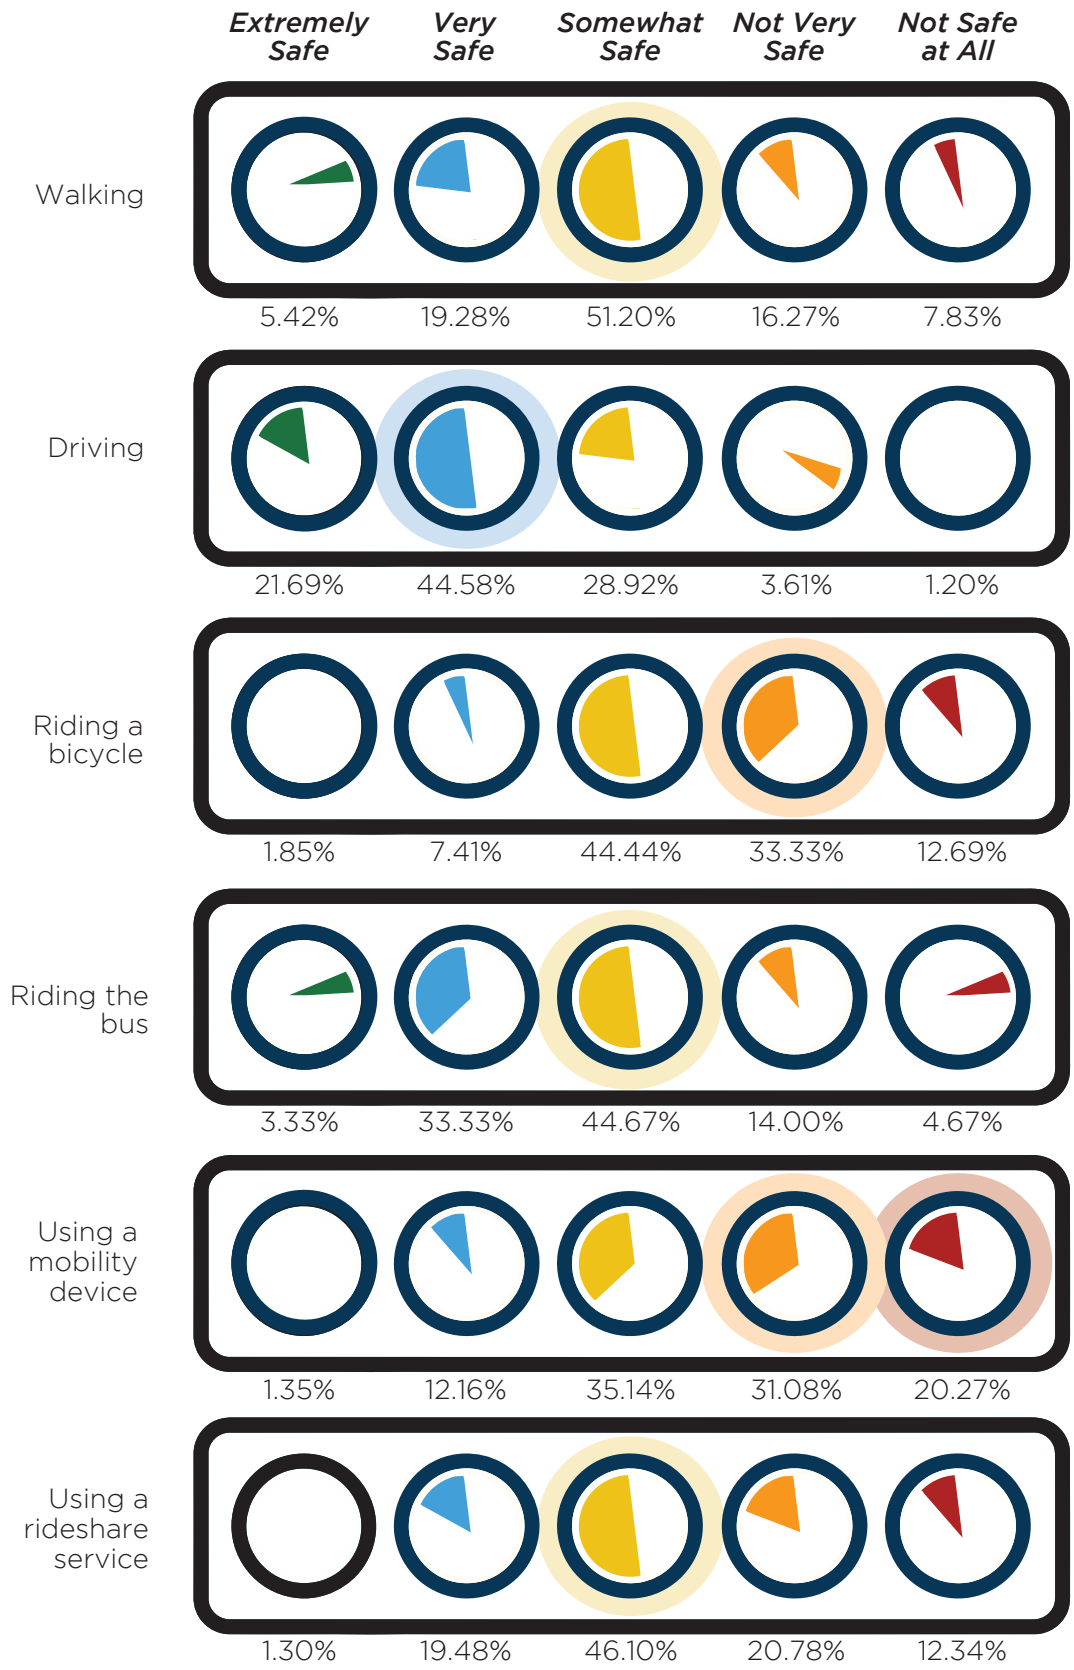 Extremely Safe
Very Safe
Somewhat Safe
Not Very Safe
Not Safe at All
Walking
5.42% 19.28% 51.20% 16.27% 7.83%
Driving
21.69% 44.58% 28.92% 3.61% 1.20%
Riding a
bicycle
1.85% 7.41% 44.44% 33.33% 12.69%
Riding the
bus
3.33% 33.33% 44.67% 14.00% 4.67%
Using a
mobility
device
1.35% 12.16% 35.14% 31.08% 20.27%
Using a
rideshare
service
1.30% 19.48% 46.10% 20.78% 12.34%